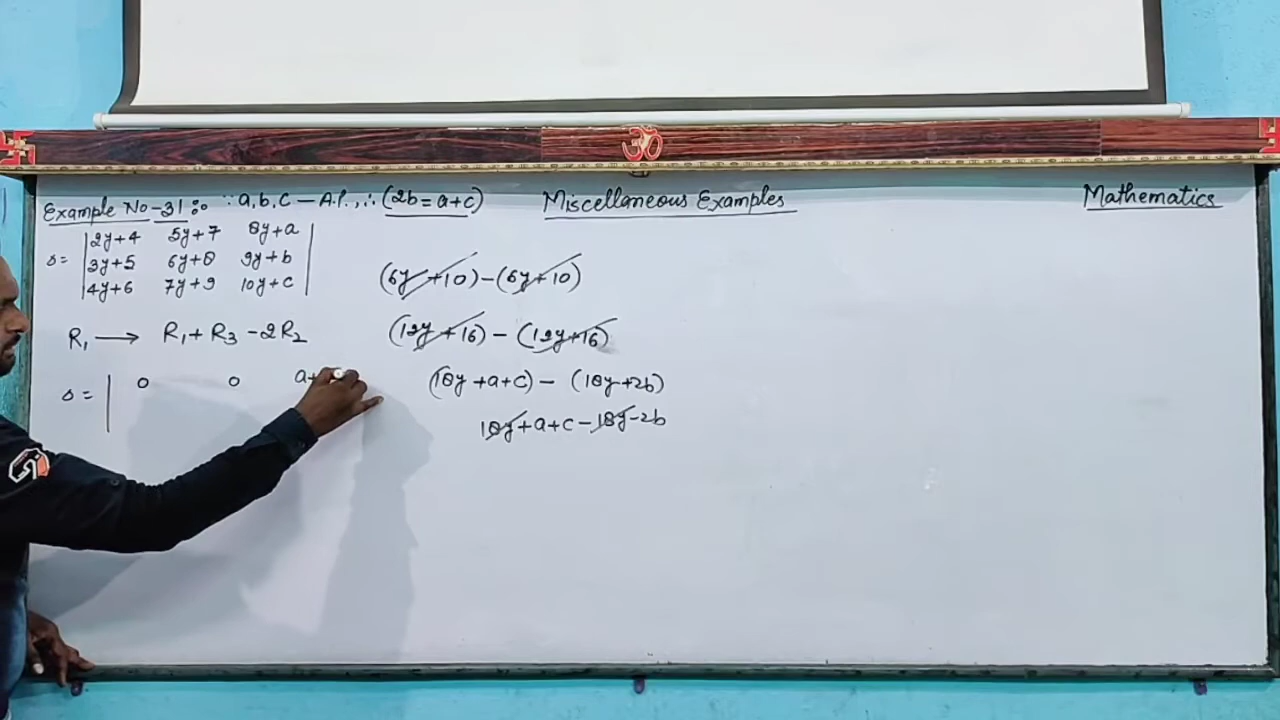 Example No-31 :- ∵ a, b, c - A.P., ∴ (2b = a+c)
Miscellaneous Examples
Mathematics
Δ = | 2y+4 5y+7 8y+a |
| 3y+5 6y+8 9y+b |
| 4y+6 7y+9 10y+c |
(6y+10) - (6y+10)
R₁ → R₁ + R₃ - 2R₂
(12y+16) - (12y+16)
Δ = | 0 0 a+
(18y+a+c) - (18y+2b)
18y+a+c-18y-2b